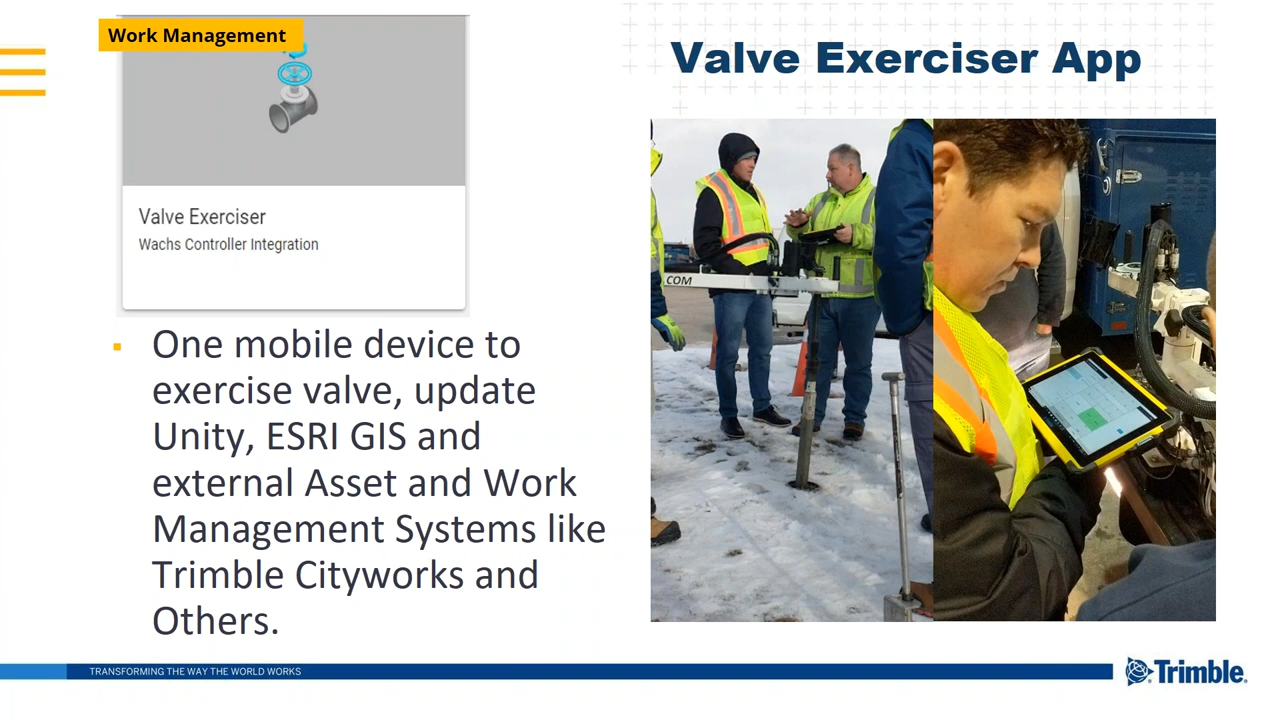 Work Management
Valve Exerciser App
Valve Exerciser
Wachs Controller Integration
.COM
One mobile device to
exercise valve, update
Unity, ESRI GIS and
external Asset and Work
Management Systems like
Trimble Cityworks and
Others.
TRANSFORMING THE WAY THE WORLD WORKS
Trimble.